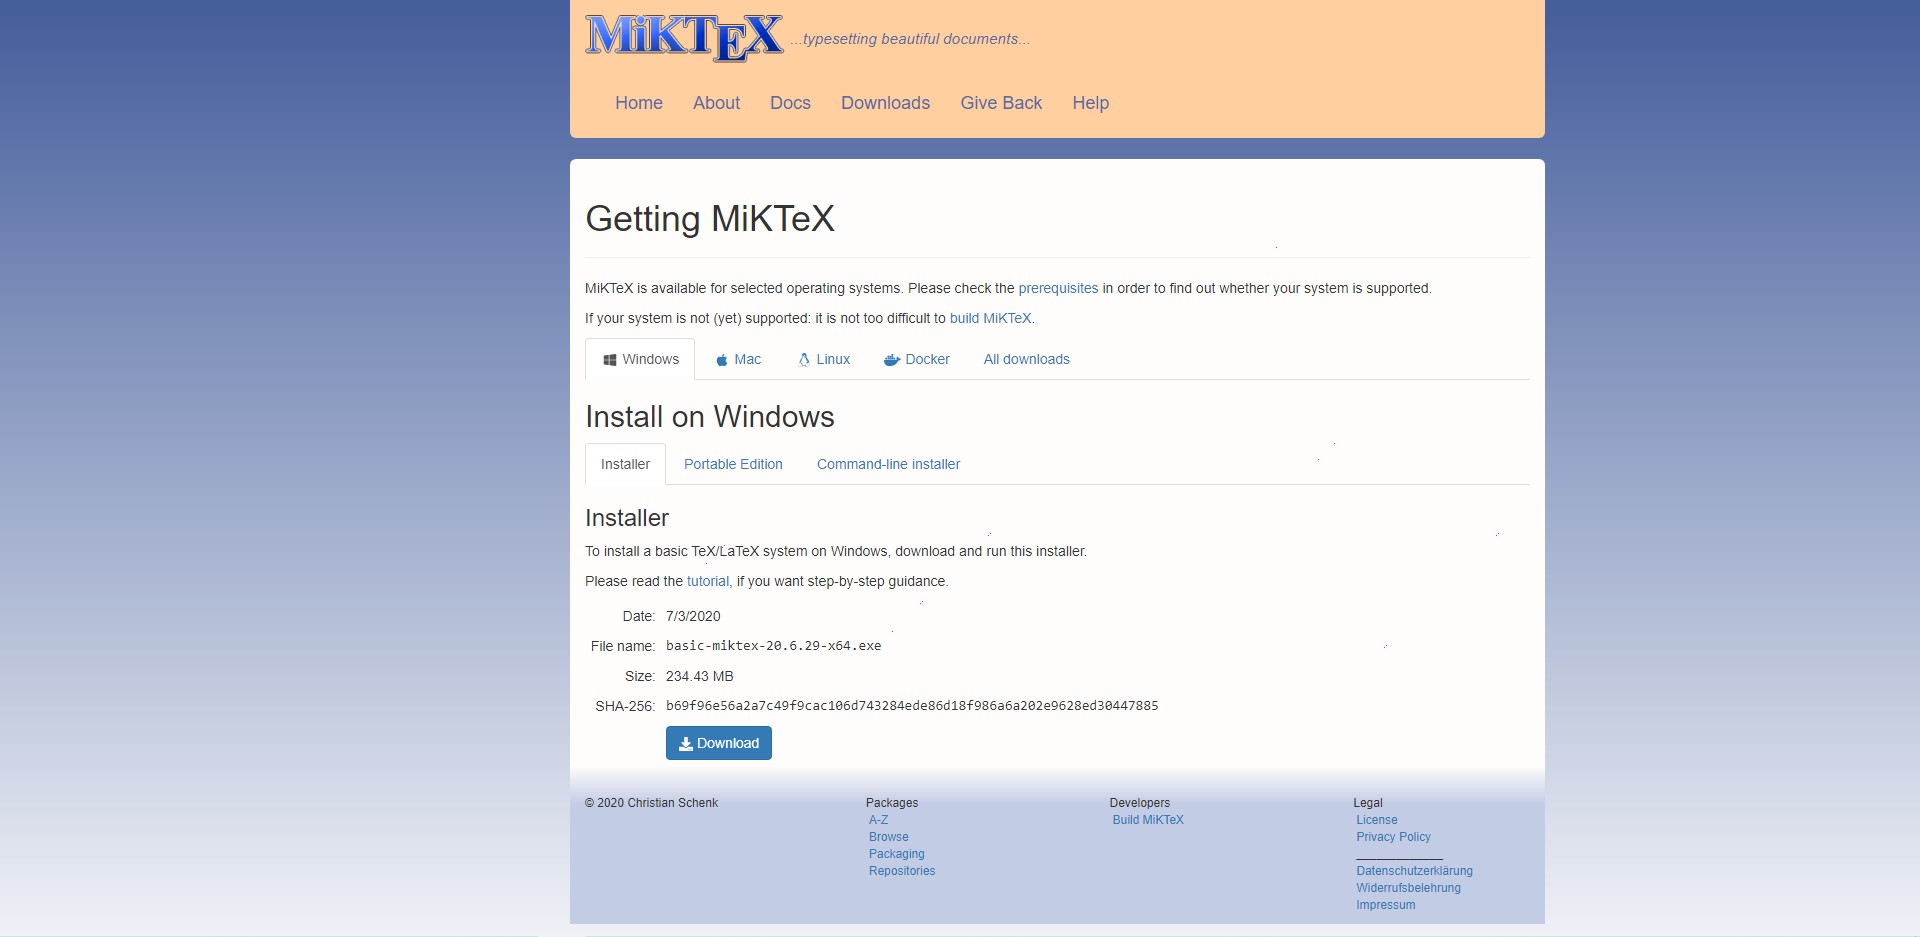 MiKTeX ...typesetting beautiful documents...
Home About Docs Downloads Give Back Help
Getting MiKTeX
MiKTeX is available for selected operating systems. Please check the prerequisites in order to find out whether your system is supported.
If your system is not (yet) supported: it is not too difficult to build MiKTeX.
Windows Mac Linux Docker All downloads
Install on Windows
Installer Portable Edition Command-line installer
Installer
To install a basic TeX/LaTeX system on Windows, download and run this installer.
Please read the tutorial, if you want step-by-step guidance.
Date: 7/3/2020
File name: basic-miktex-20.6.29-x64.exe
Size: 234.43 MB
SHA-256: b69f96e56a2a7c49f9cac106d743284ede86d18f986a6a202e9628ed30447885
Download
© 2020 Christian Schenk
Packages
A-Z
Browse
Packaging
Repositories
Developers
Build MiKTeX
Legal
License
Privacy Policy
Datenschutzerklärung
Widerrufsbelehrung
Impressum